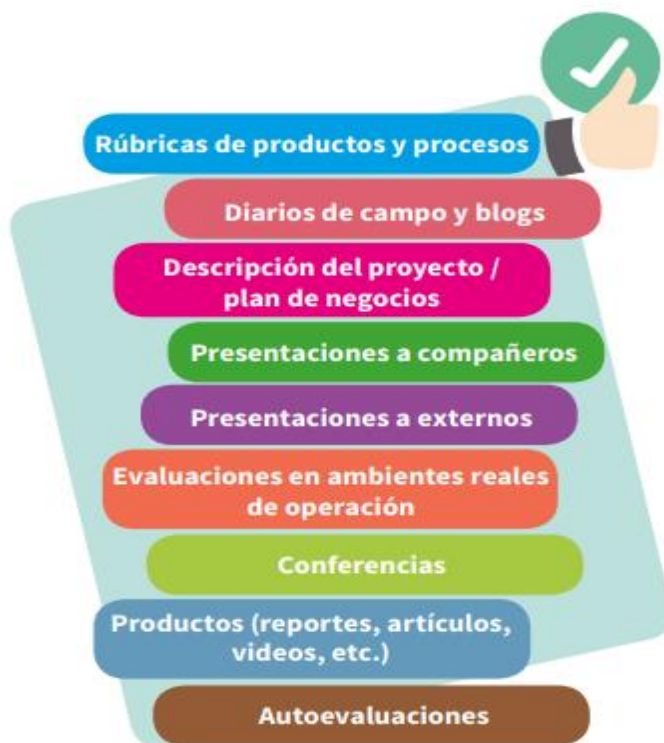 Rúbricas de productos y procesos
Diarios de campo y blogs
Descripción del proyecto /
plan de negocios
Presentaciones a compañeros
Presentaciones a externos
Evaluaciones en ambientes reales
de operación
Conferencias
Productos (reportes, artículos,
videos, etc.)
Autoevaluaciones